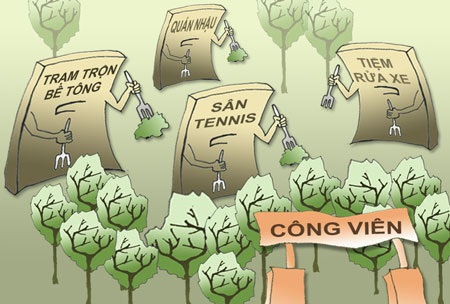 QUÁN NHẬU
TRẠM TRỘN
BÊ TÔNG
TIỆM
RỬA XE
SÂN
TENNIS
CÔNG VIÊN